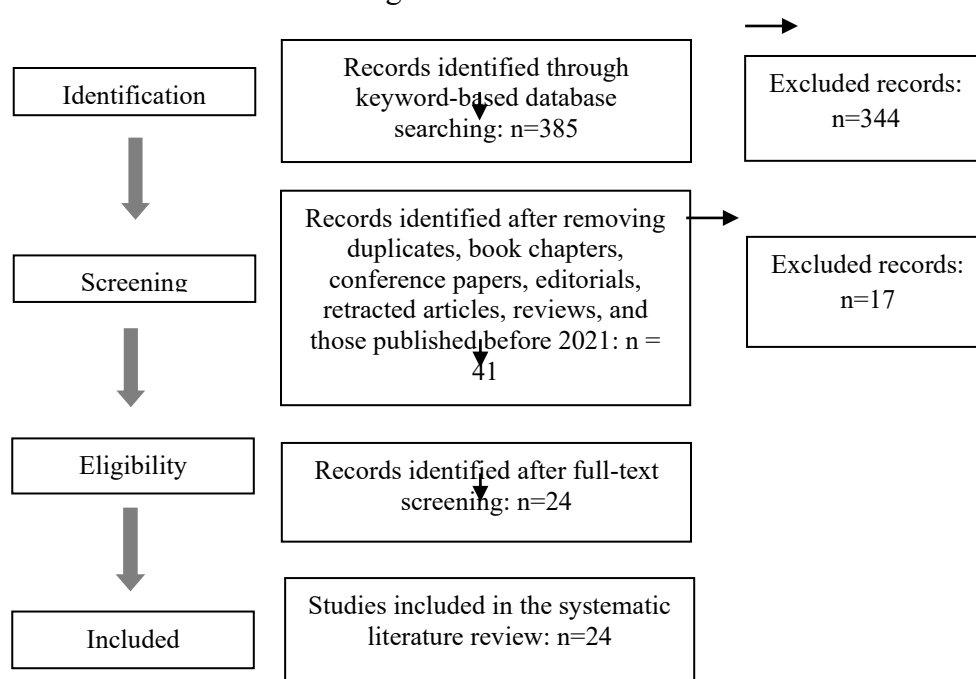 Identification
Records identified through
keyword-based database
searching: n=385
Excluded records:
n=344
Screening
Records identified after removing
duplicates, book chapters,
conference papers, editorials,
retracted articles, reviews, and
those published before 2021: n =
41
Excluded records:
n=17
Eligibility
Records identified after full-text
screening: n=24
Included
Studies included in the systematic
literature review: n=24